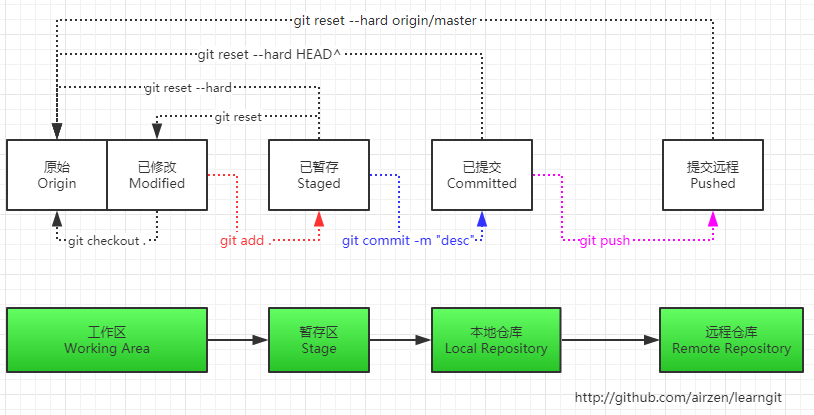 git reset --hard origin/master
git reset --hard HEAD^
git reset --hard
git reset
原始
Origin
已修改
Modified
已暂存
Staged
已提交
Committed
提交远程
Pushed
git checkout .
git add .
git commit -m "desc"
git push
工作区
Working Area
暂存区
Stage
本地仓库
Local Repository
远程仓库
Remote Repository
http://github.com/airzen/learngit